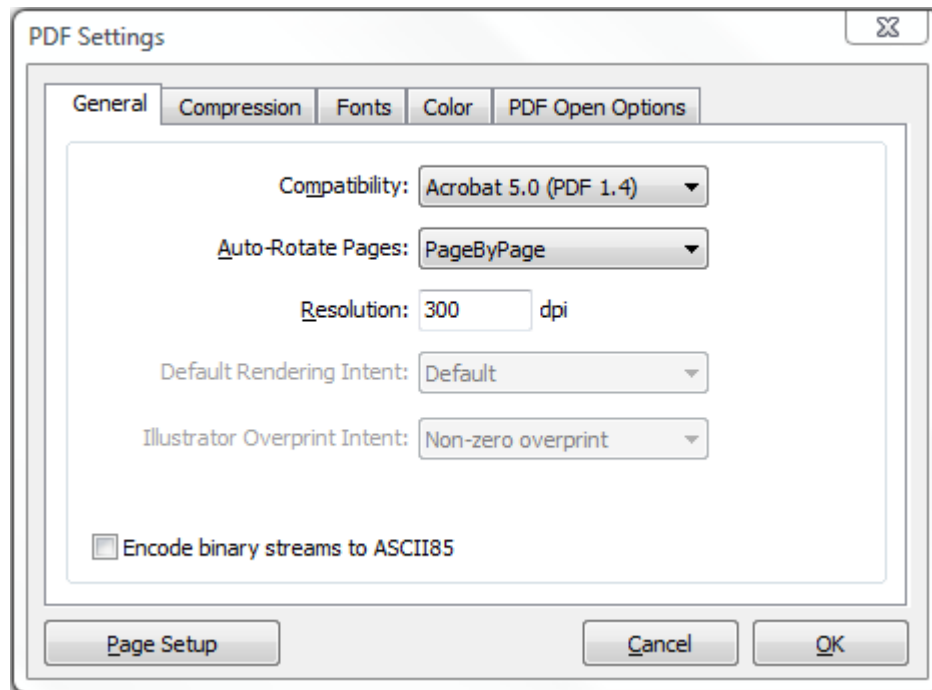 PDF Settings
General Compression Fonts Color PDF Open Options
Compatibility: Acrobat 5.0 (PDF 1.4)
Auto-Rotate Pages: PageByPage
Resolution: 300 dpi
Default Rendering Intent: Default
Illustrator Overprint Intent: Non-zero overprint
Encode binary streams to ASCII85
Page Setup Cancel OK